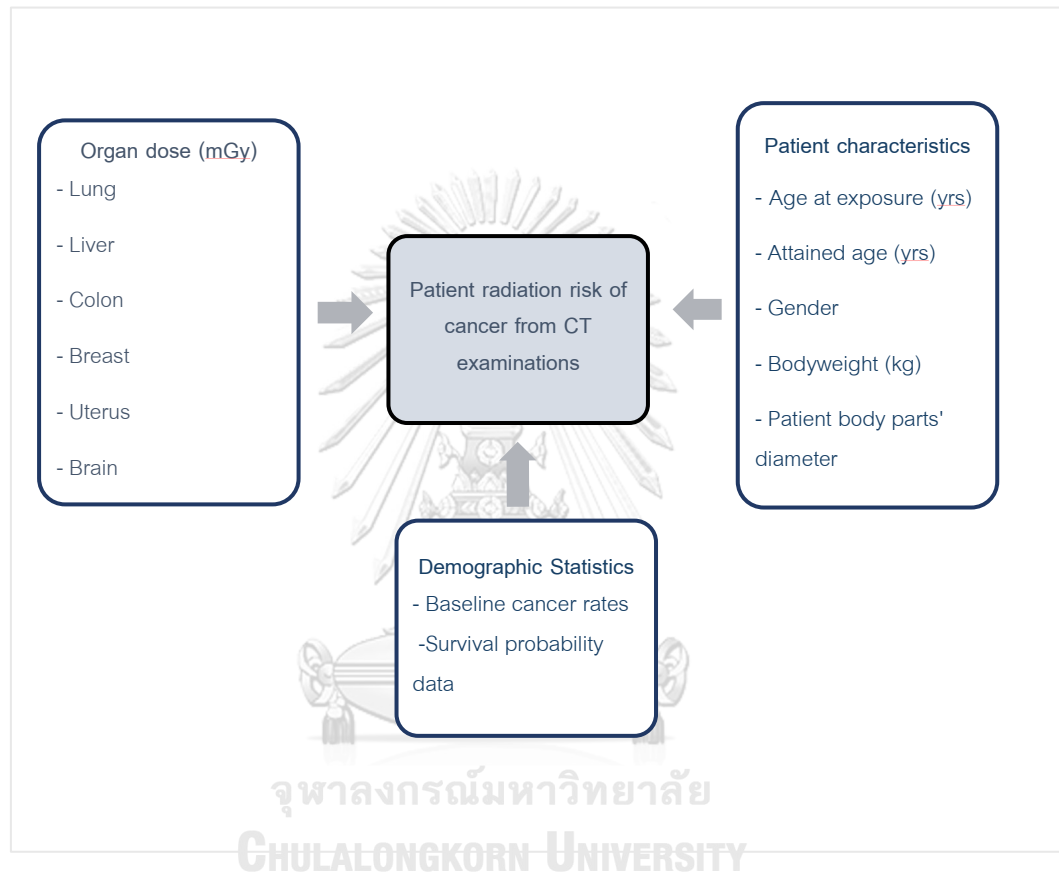 Organ dose (mGy)
- Lung
- Liver
- Colon
- Breast
- Uterus
- Brain
Patient radiation risk of
cancer from CT
examinations
Patient characteristics
- Age at exposure (yrs)
- Attained age (yrs)
- Gender
- Bodyweight (kg)
- Patient body parts'
diameter
Demographic Statistics
- Baseline cancer rates
-Survival probability
data
จุฬาลงกรณ์มหาวิทยาลัย
CHULALONGKORN UNIVERSITY